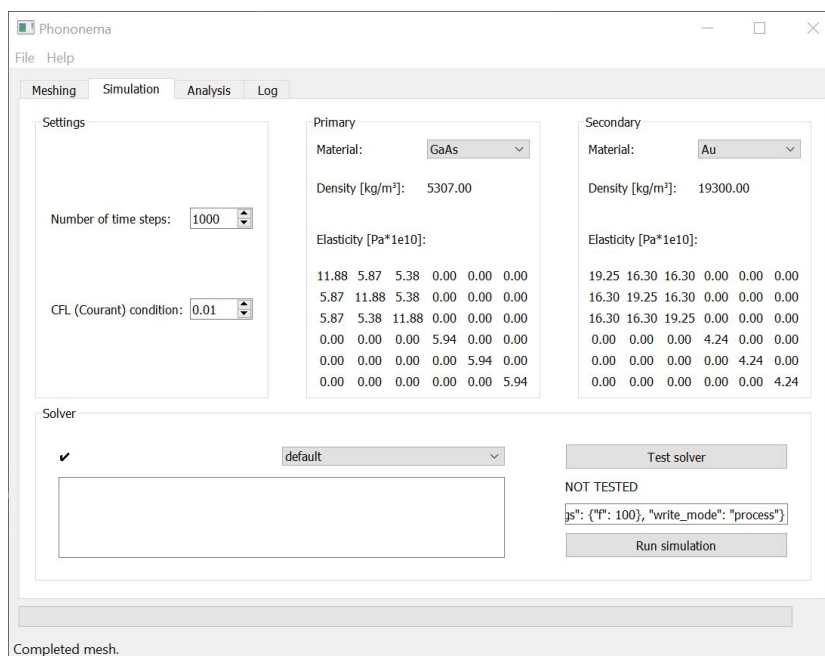 Phononema
File Help
Meshing Simulation Analysis Log
Settings
Number of time steps: 1000
CFL (Courant) condition: 0.01
Primary
Material: GaAs
Density [kg/m³]: 5307.00
Elasticity [Pa*1e10]:
11.88 5.87 5.38 0.00 0.00 0.00
5.87 11.88 5.38 0.00 0.00 0.00
5.87 5.38 11.88 0.00 0.00 0.00
0.00 0.00 0.00 5.94 0.00 0.00
0.00 0.00 0.00 0.00 5.94 0.00
0.00 0.00 0.00 0.00 0.00 5.94
Secondary
Material: Au
Density [kg/m³]: 19300.00
Elasticity [Pa*1e10]:
19.25 16.30 16.30 0.00 0.00 0.00
16.30 19.25 16.30 0.00 0.00 0.00
16.30 16.30 19.25 0.00 0.00 0.00
0.00 0.00 0.00 4.24 0.00 0.00
0.00 0.00 0.00 0.00 4.24 0.00
0.00 0.00 0.00 0.00 0.00 4.24
Solver
✔ default
Test solver
NOT TESTED
gs": {"f": 100}, "write_mode": "process"}
Run simulation
Completed mesh.